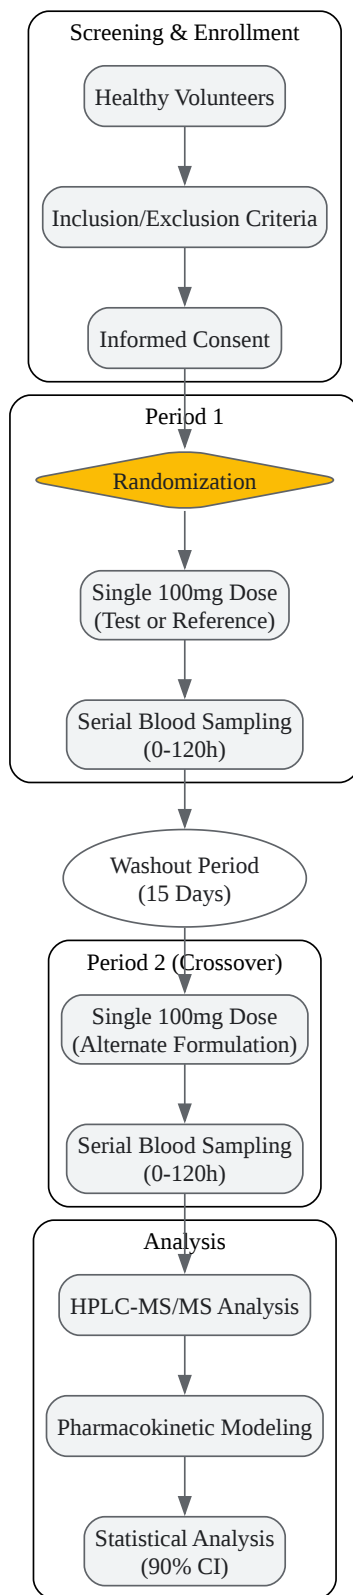 Screening & Enrollment
Healthy Volunteers
Inclusion/Exclusion Criteria
Informed Consent
Period 1
Randomization
Single 100mg Dose
(Test or Reference)
Serial Blood Sampling
(0-120h)
Washout Period
(15 Days)
Period 2 (Crossover)
Single 100mg Dose
(Alternate Formulation)
Serial Blood Sampling
(0-120h)
Analysis
HPLC-MS/MS Analysis
Pharmacokinetic Modeling
Statistical Analysis
(90% CI)